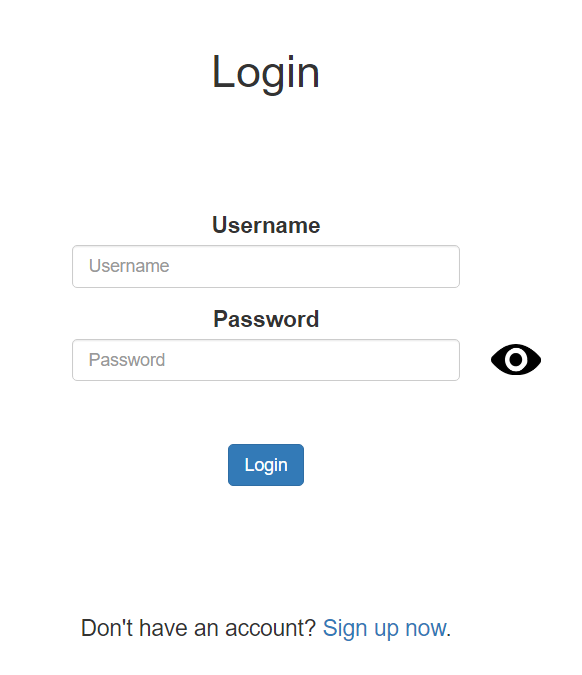 Login
Username
Username
Password
Password
Login
Don't have an account? Sign up now.